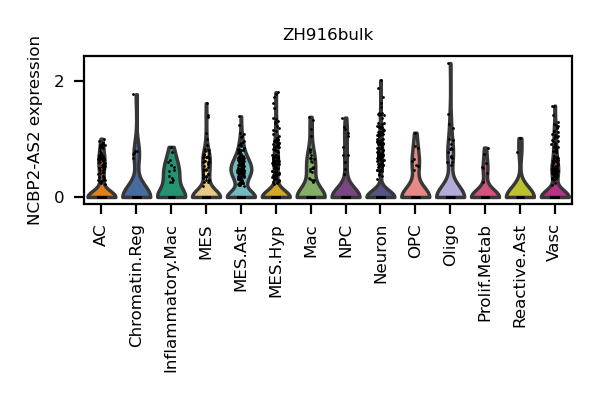 ZH916bulk
NCBP2-AS2 expression
2
0
AC
Chromatin.Reg
Inflammatory.Mac
MES
MES.Ast
MES.Hyp
Mac
NPC
Neuron
OPC
Oligo
Prolif.Metab
Reactive.Ast
Vasc